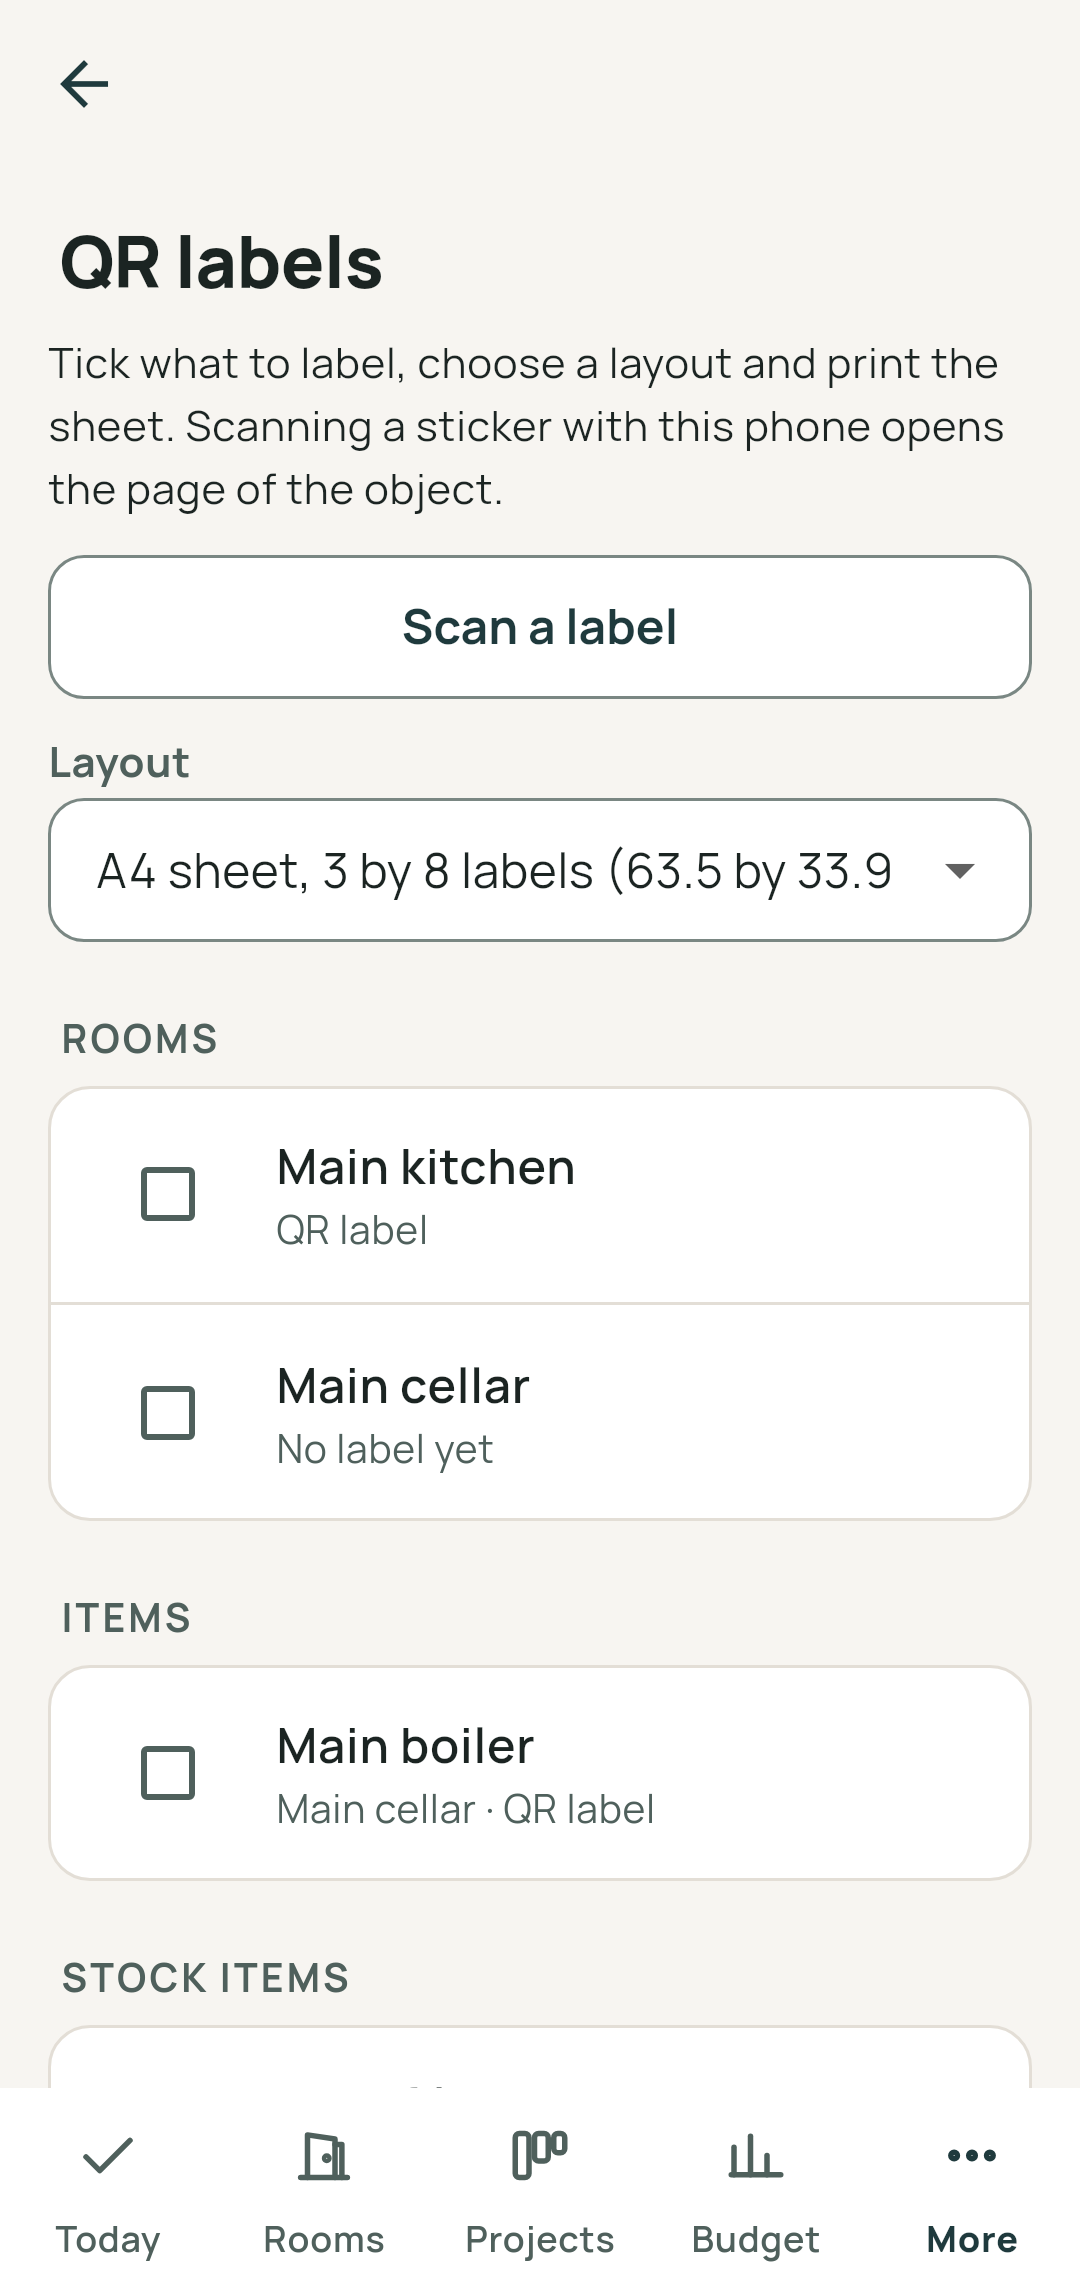 QR labels
Tick what to label, choose a layout and print the
sheet. Scanning a sticker with this phone opens
the page of the object.
Scan a label
Layout
A4 sheet, 3 by 8 labels (63.5 by 33.9
ROOMS
Main kitchen
QR label
Main cellar
No label yet
ITEMS
Main boiler
Main cellar · QR label
STOCK ITEMS
Today
Rooms
Projects
Budget
More